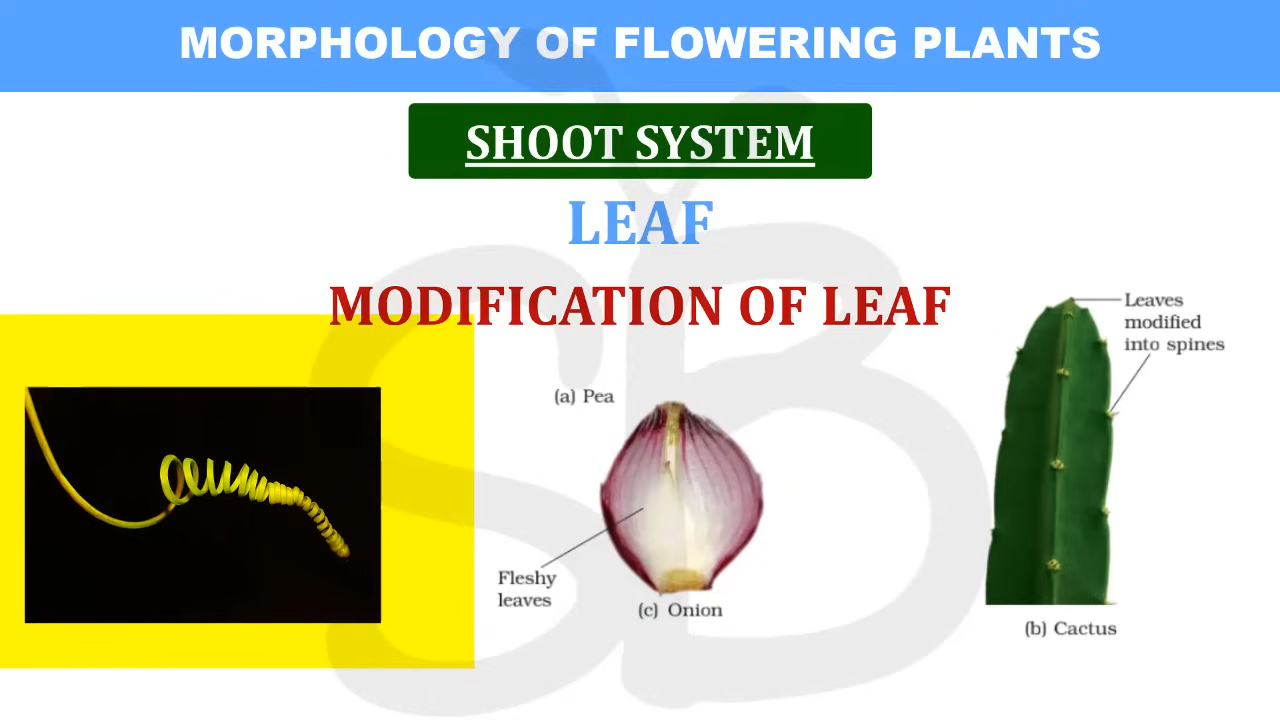 MORPHOLOGY OF FLOWERING PLANTS
SHOOT SYSTEM
LEAF
MODIFICATION OF LEAF
Leaves
modified
into spines
(a) Pea
Fleshy
leaves
(c) Onion
(b) Cactus
SB